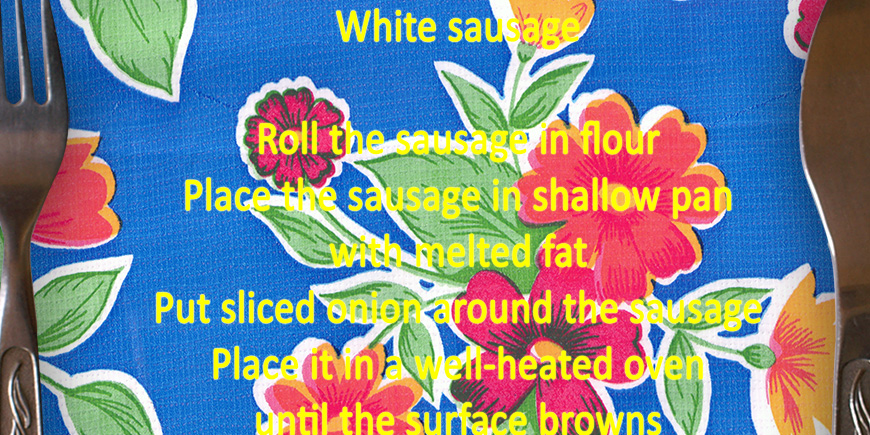 White sausage
Roll the sausage in flour
Place the sausage in shallow pan
with melted fat
Put sliced onion around the sausage
Place it in a well-heated oven
until the surface browns